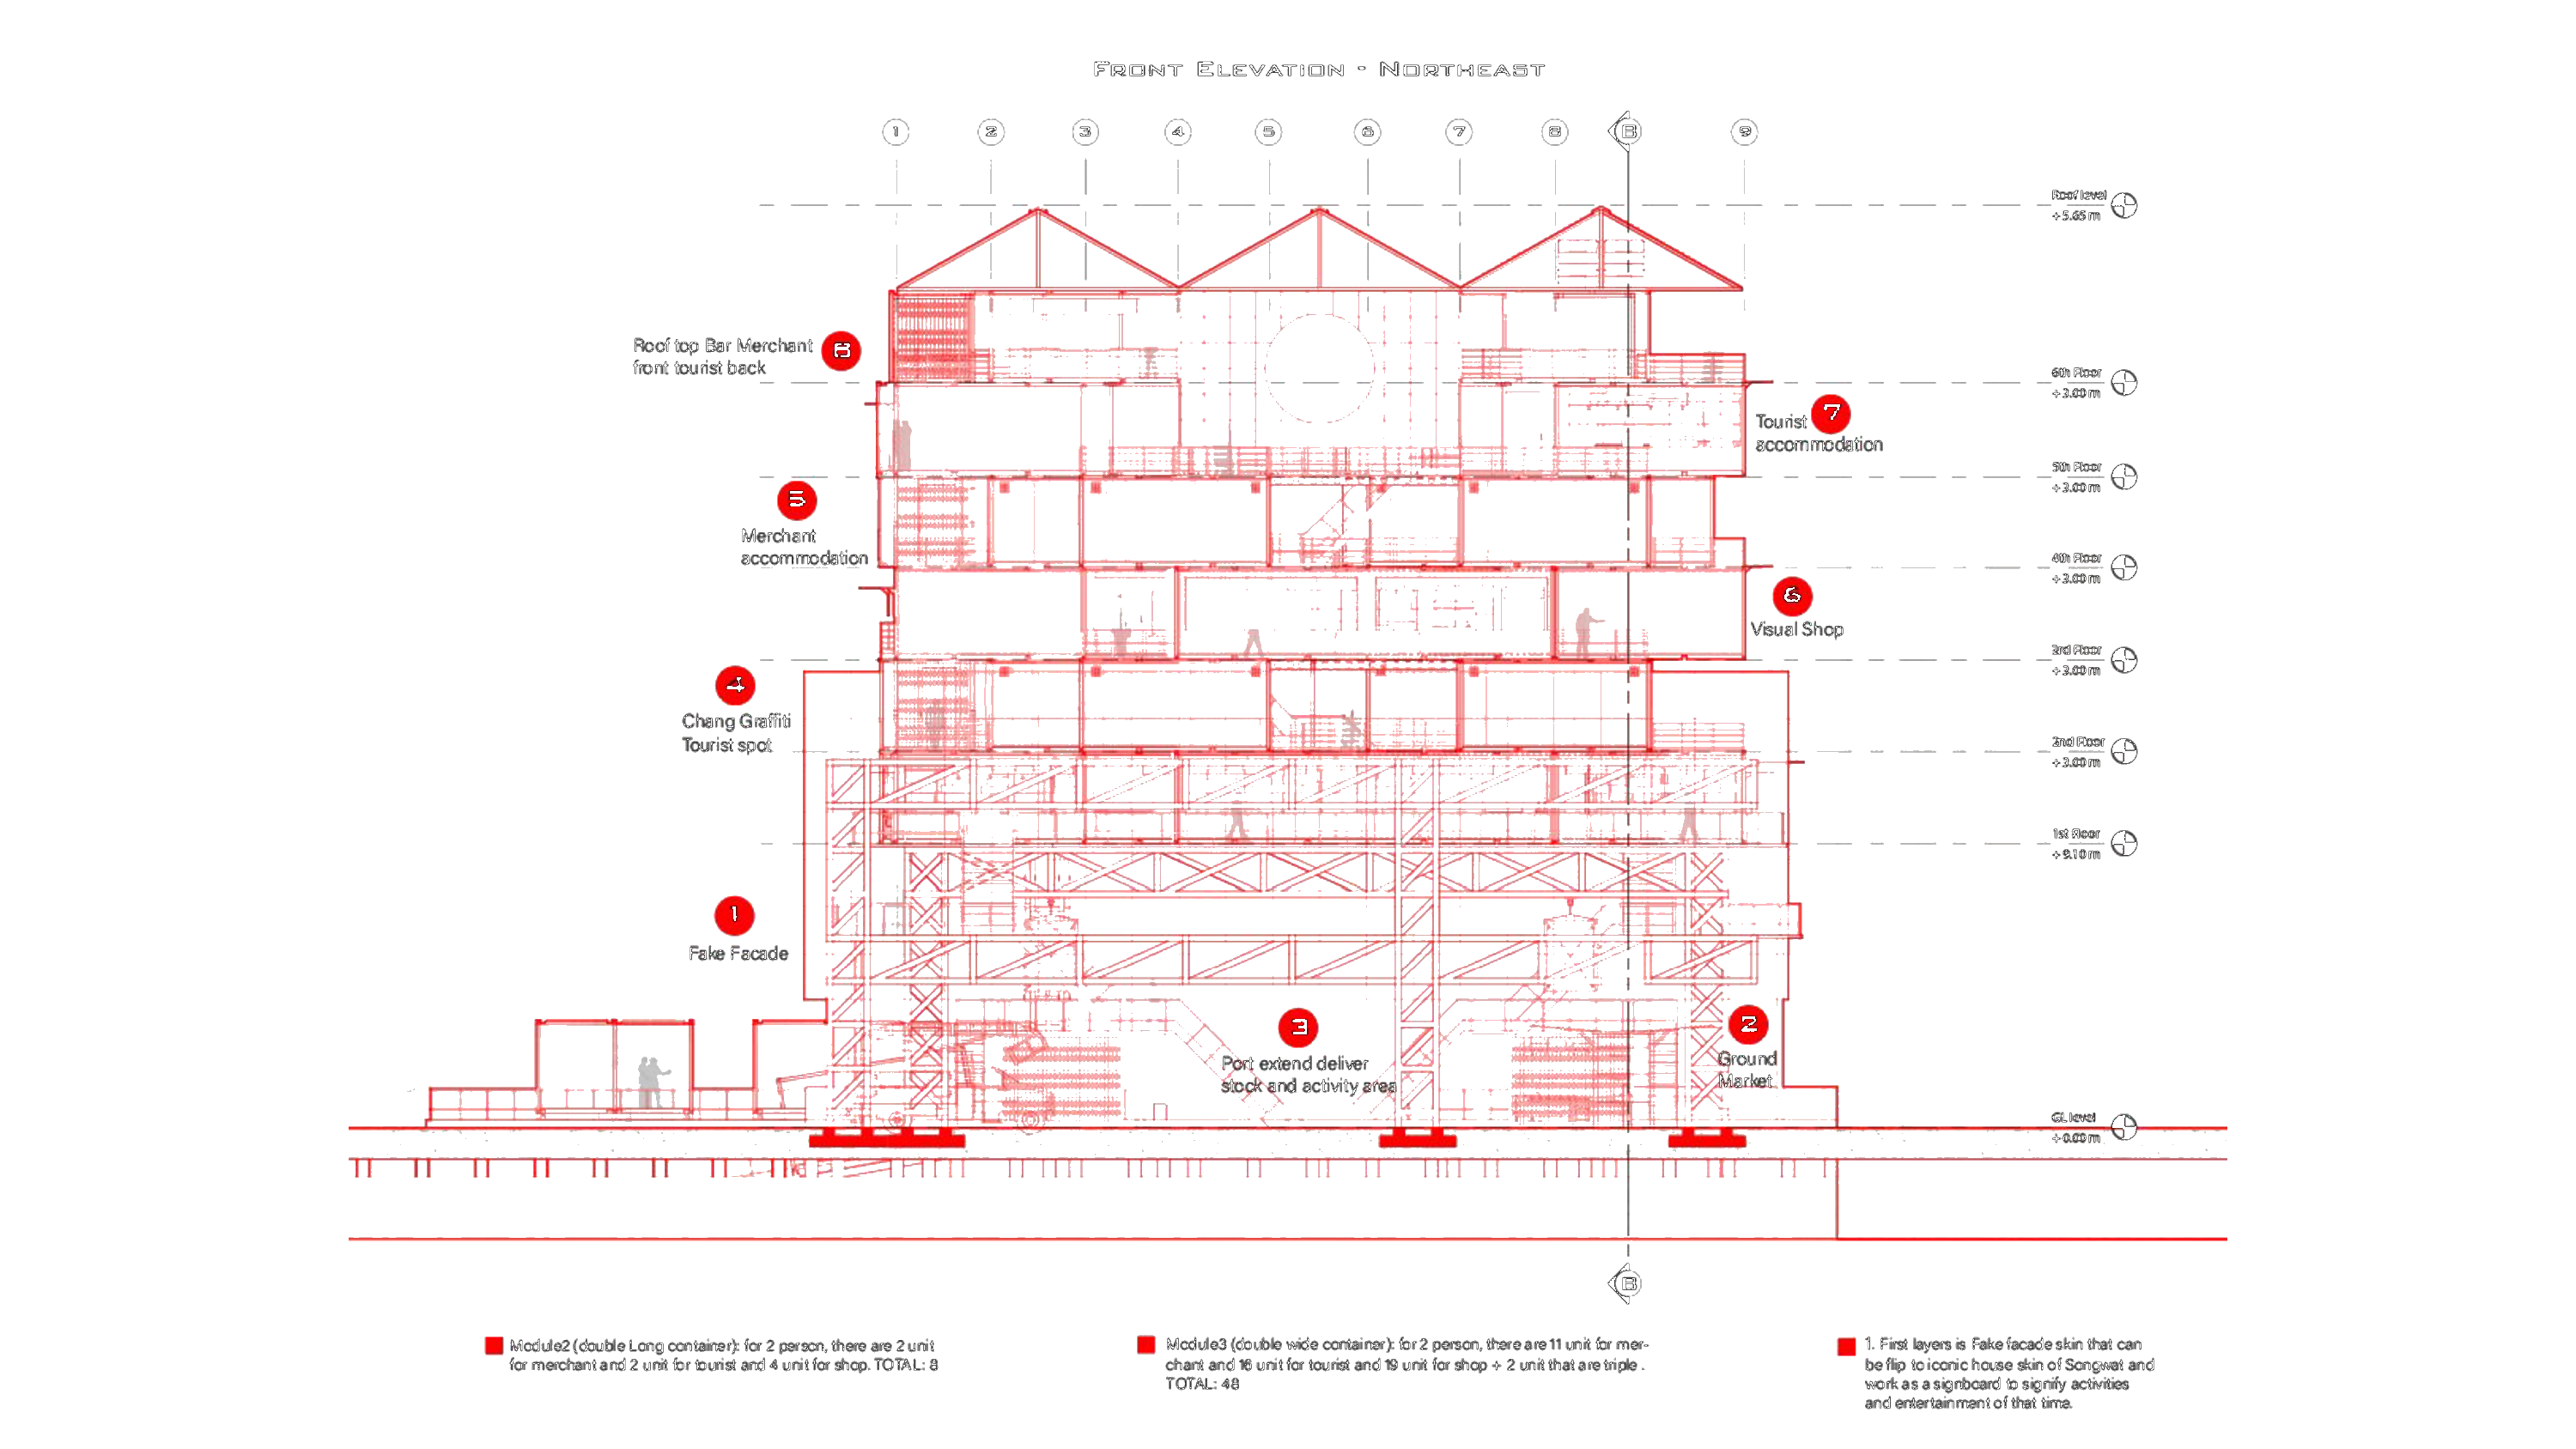 Front Elevation - Northeast
1 2 3 4 5 6 7 8 B 9
Roof level
+5.65 m
Roof top Bar Merchant
front tourist back
8
6th Floor
+3.00 m
7
Tourist
accommodation
5th Floor
+3.00 m
5
Merchant
accommodation
4th Floor
+3.00 m
6
Visual Shop
3rd Floor
+3.00 m
4
Chang Graffiti
Tourist spot
2nd Floor
+3.00 m
1st Floor
+9.10 m
1
Fake Facade
3
Port extend deliver
stock and activity area
2
Ground
Market
GL level
+0.00 m
B
Module2 (double Long container): for 2 person, there are 2 unit
for merchant and 2 unit for tourist and 4 unit for shop. TOTAL: 8
Module3 (double wide container): for 2 person, there are 11 unit for mer-
chant and 16 unit for tourist and 19 unit for shop + 2 unit that are triple .
TOTAL: 48
1. First layers is Fake facade skin that can
be flip to iconic house skin of Songwat and
work as a signboard to signify activities
and entertainment of that time.